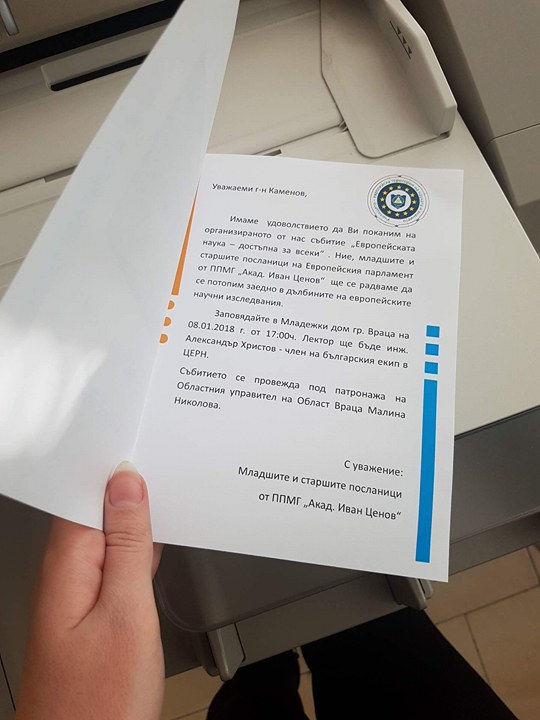 Уважаеми г-н Каменов,
Имаме удоволствието да Ви поканим на
организираното от нас събитие „Европейската
наука – достъпна за всеки“ . Ние, младшите и
старшите посланици на Европейския парламент
от ППМГ „Акад. Иван Ценов“ ще се радваме да
се потопим заедно в дълбините на европейските
научни изследвания.
Заповядайте в Младежки дом гр. Враца на
08.01.2018 г. от 17:00ч. Лектор ще бъде инж.
Александър Христов - член на българския екип в
ЦЕРН.
Събитието се провежда под патронажа на
Областния управител на Област Враца Малина
Николова.
С уважение:
Младшите и старшите посланици
от ППМГ „Акад. Иван Ценов“